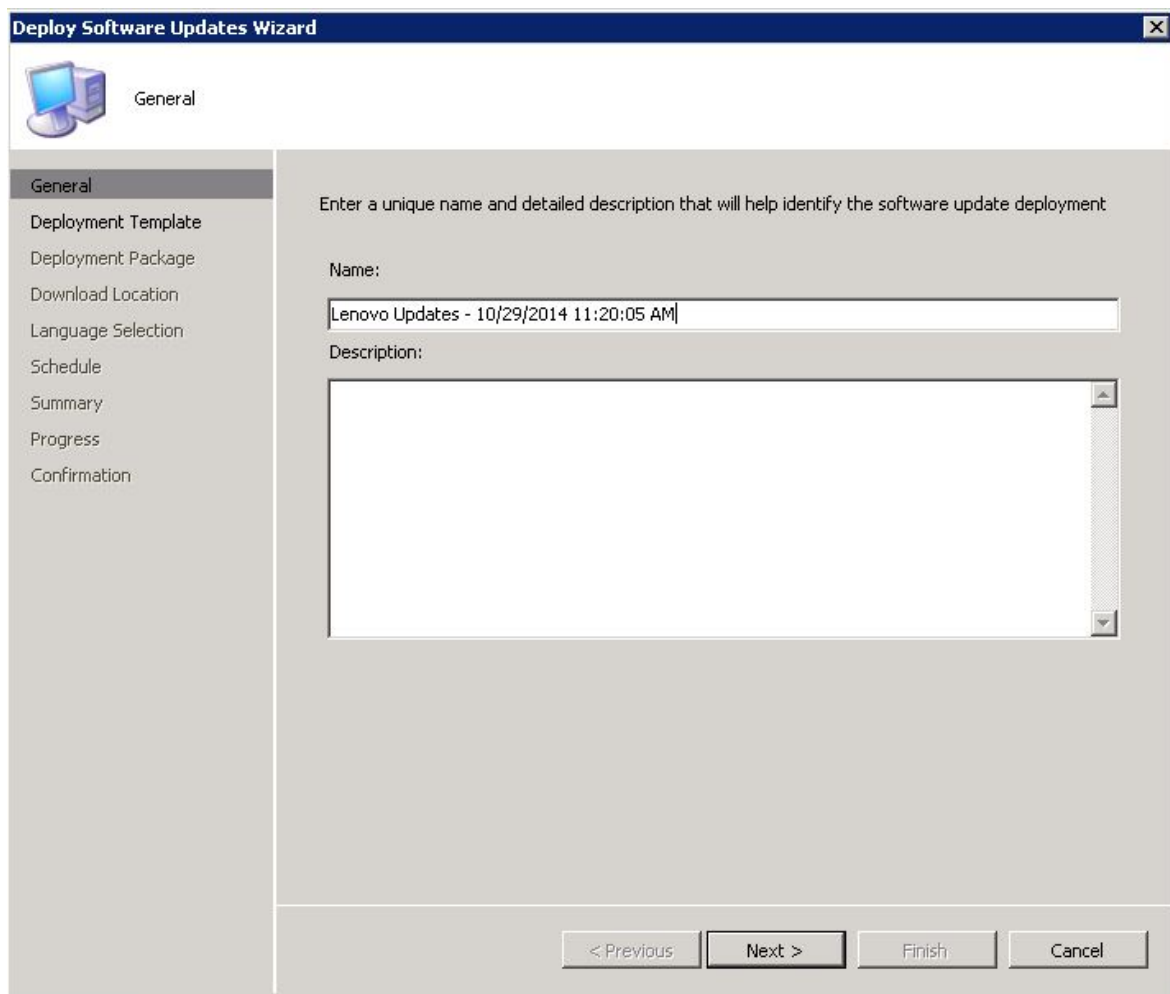 Deploy Software Updates Wizard
General
General
Deployment Template
Deployment Package
Download Location
Language Selection
Schedule
Summary
Progress
Confirmation
Enter a unique name and detailed description that will help identify the software update deployment
Name:
Lenovo Updates - 10/29/2014 11:20:05 AM
Description:
< Previous
Next >
Finish
Cancel